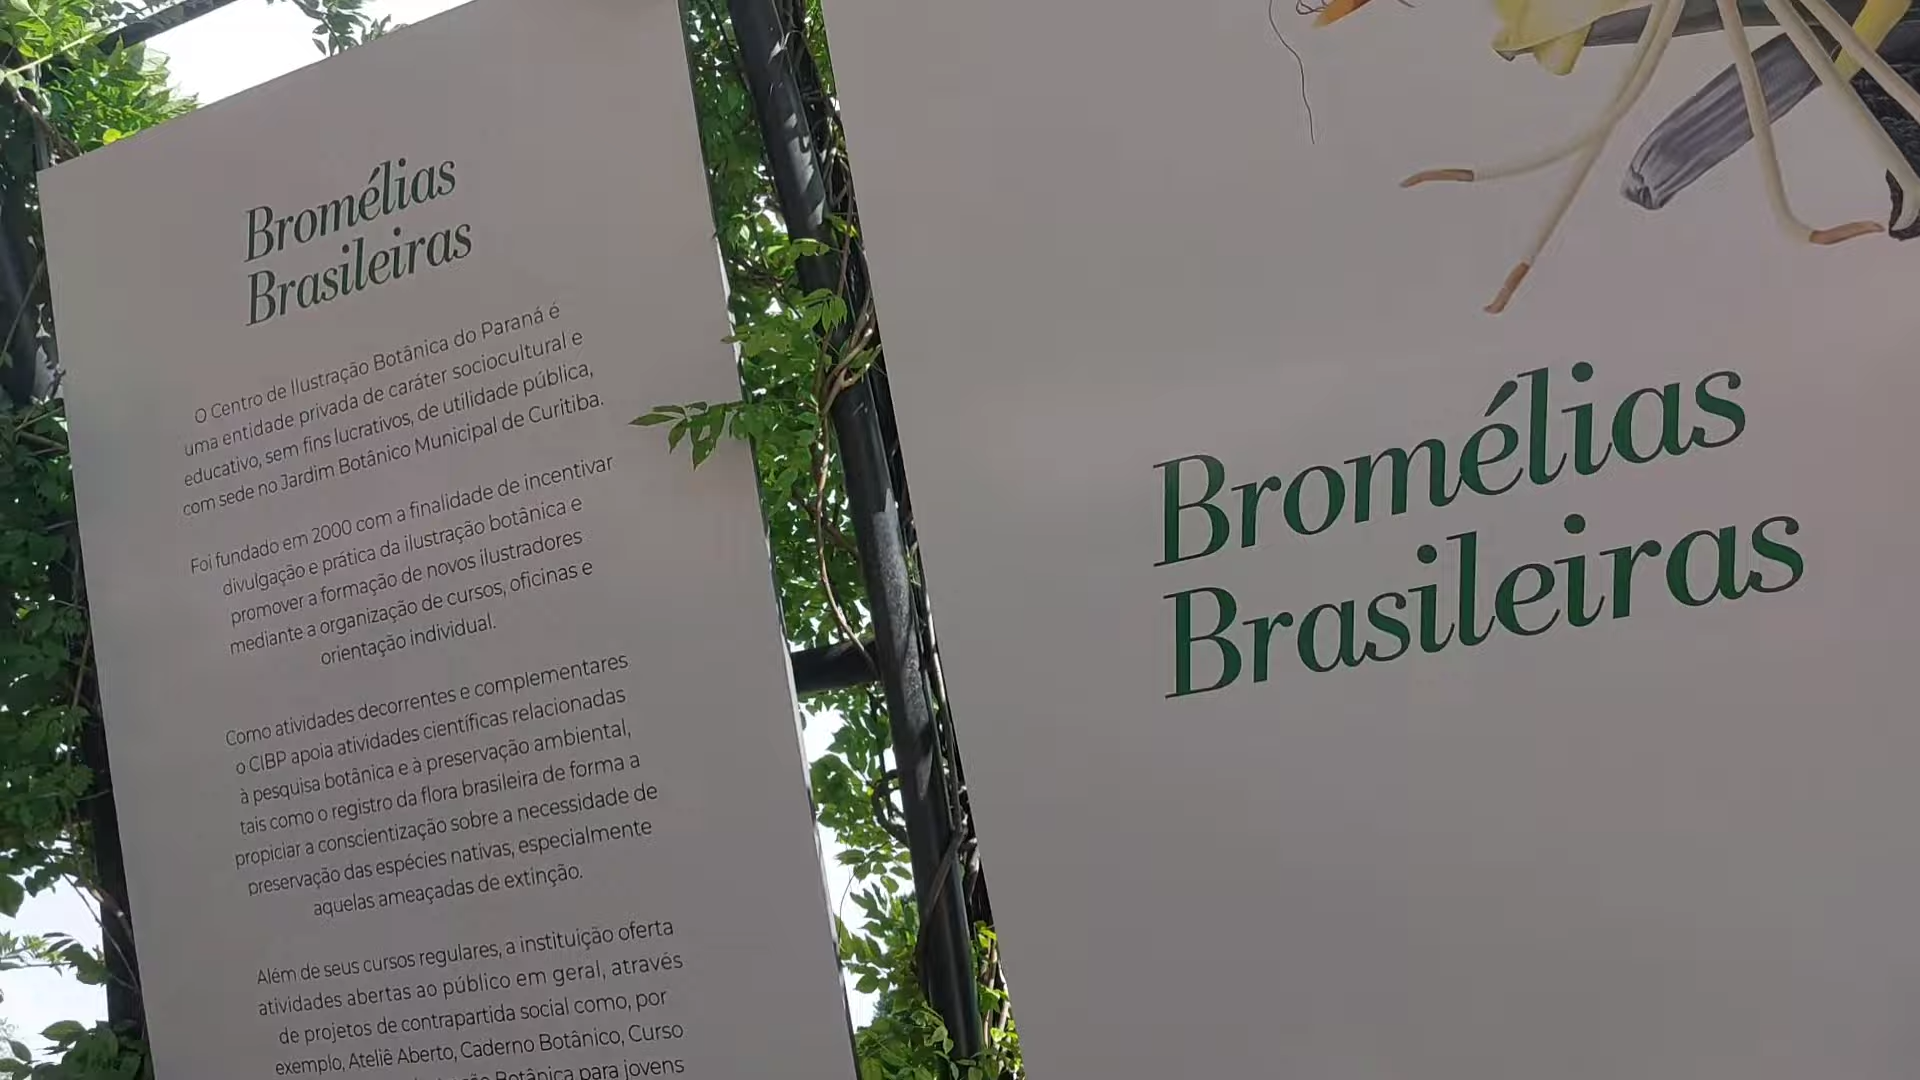 Bromélias
Brasileiras
O Centro de Ilustração Botânica do Paraná é
uma entidade privada de caráter sociocultural e
educativo, sem fins lucrativos, de utilidade pública,
com sede no Jardim Botânico Municipal de Curitiba.
Foi fundado em 2000 com a finalidade de incentivar
divulgação e prática da ilustração botânica e
promover a formação de novos ilustradores
mediante a organização de cursos, oficinas e
orientação individual.
Como atividades decorrentes e complementares
o CIBP apoia atividades científicas relacionadas
à pesquisa botânica e à preservação ambiental,
tais como o registro da flora brasileira de forma a
propiciar a conscientização sobre a necessidade de
preservação das espécies nativas, especialmente
aquelas ameaçadas de extinção.
Além de seus cursos regulares, a instituição oferta
atividades abertas ao público em geral, através
de projetos de contrapartida social como, por
exemplo, Ateliê Aberto, Caderno Botânico, Curso
Botânica para jovens
Bromélias
Brasileiras